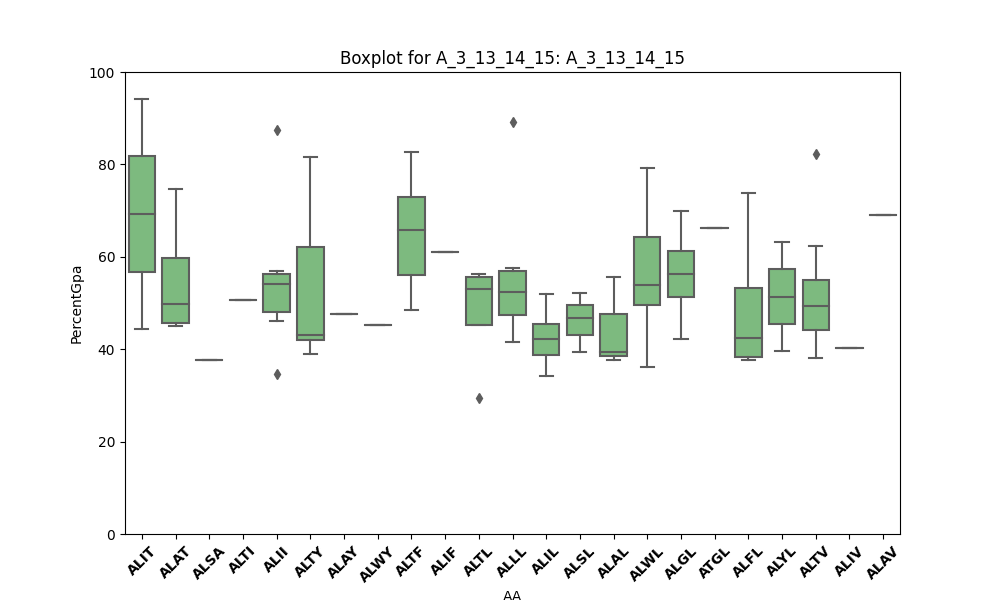 Boxplot for A_3_13_14_15: A_3_13_14_15
100
80
60
40
20
0
PercentGpa
ALIT ALAT ALSA ALTI ALII ALTY ALAY ALWY ALTF ALIF ALTL ALLL ALIL ALSL ALAL ALWL ALGL ATGL ALFL ALYL ALTV ALIV ALAV
AA